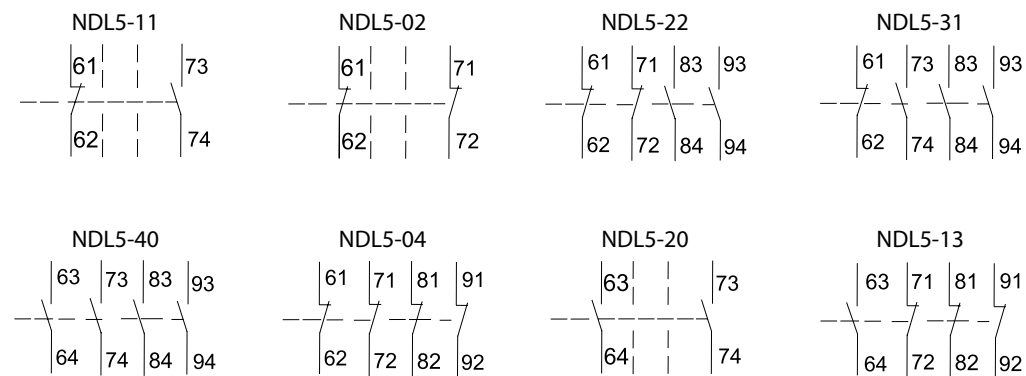 NDL5-11 NDL5-02 NDL5-22 NDL5-31
61 73 61 71 61 71 83 93 61 73 83 93
62 74 62 72 62 72 84 94 62 74 84 94
NDL5-40 NDL5-04 NDL5-20 NDL5-13
63 73 83 93 61 71 81 91 63 73 63 71 81 91
64 74 84 94 62 72 82 92 64 74 64 72 82 92